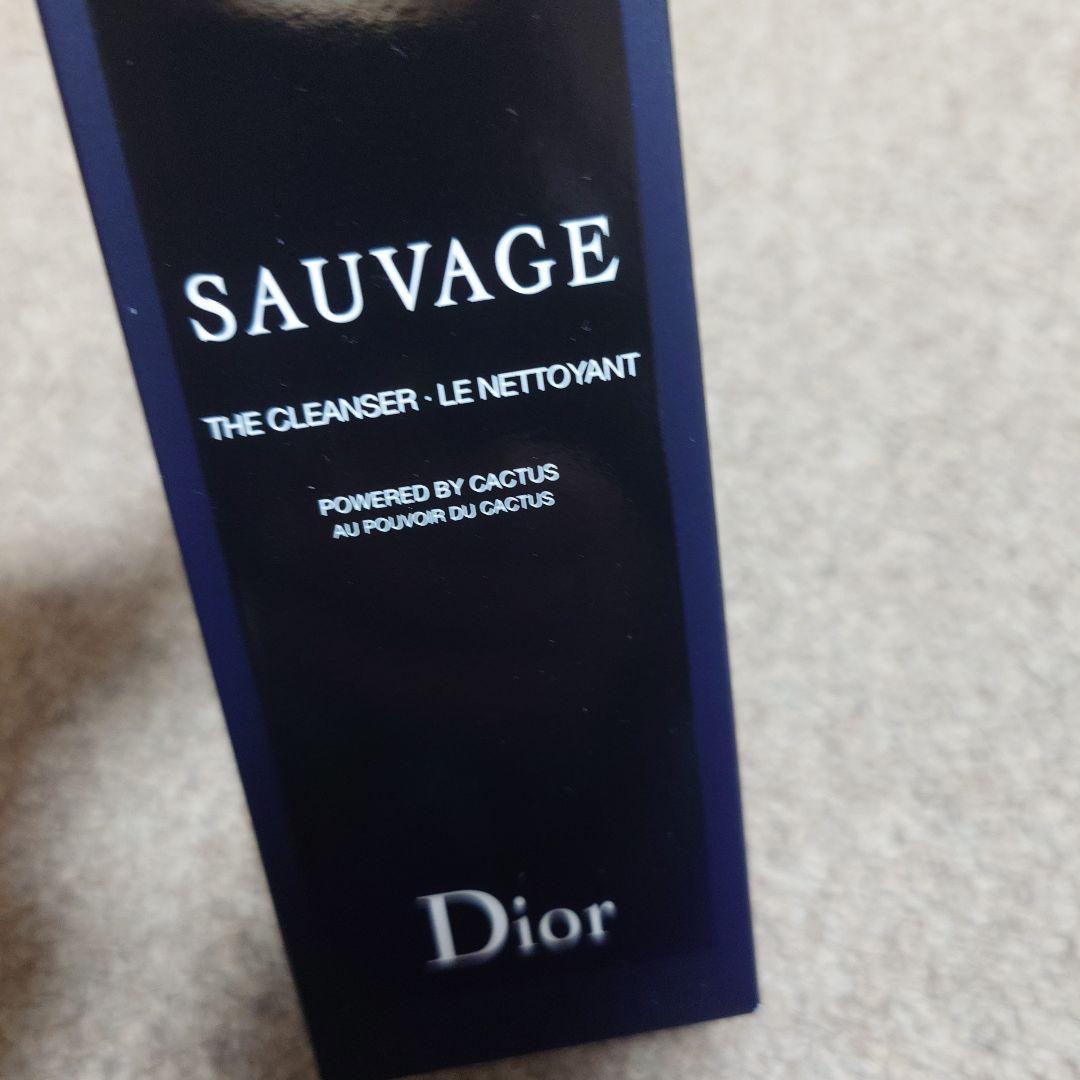 SAUVAGE
THE CLEANSER · LE NETTOYANT
POWERED BY CACTUS
AU POUVOIR DU CACTUS
Dior